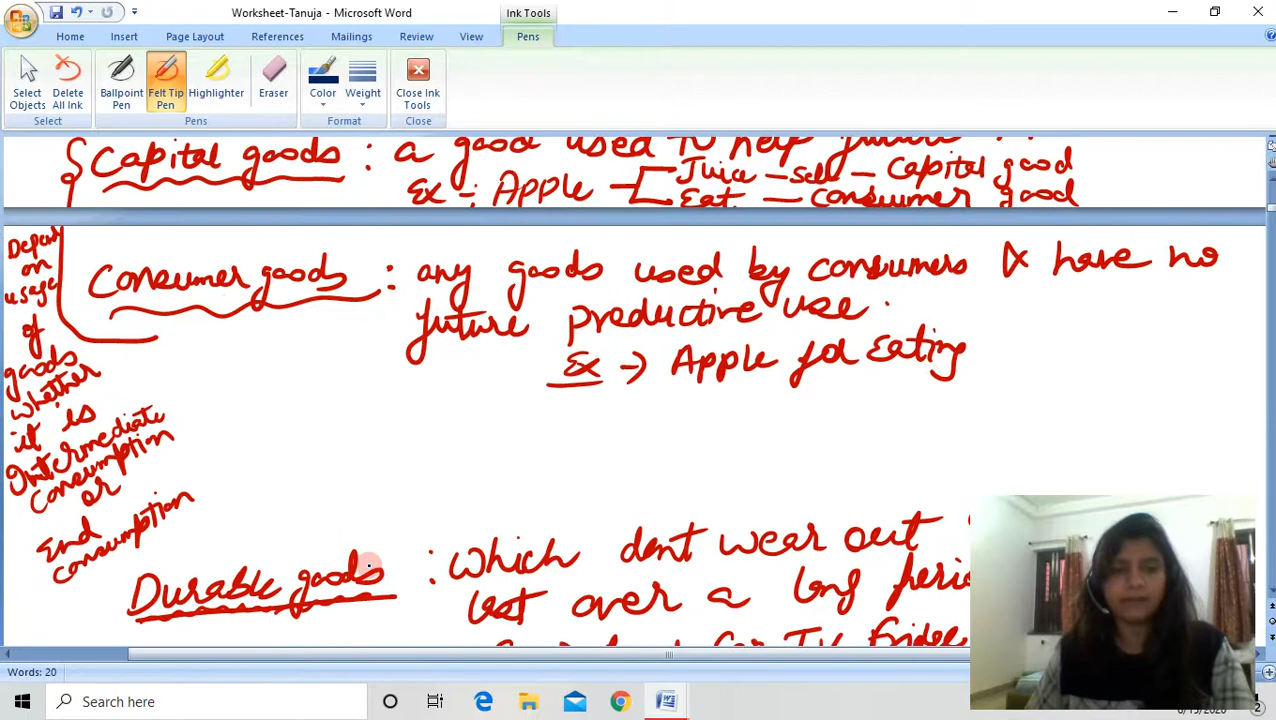 Worksheet-Tanuja - Microsoft Word
Ink Tools
Home Insert Page Layout References Mailings Review View Pens
Select Objects
Delete All Ink
Ballpoint Pen
Felt Tip Pen
Highlighter
Eraser
Color
Weight
Close Ink Tools
Select
Pens
Format
Close
Capital goods : a good used to help future
Ex - : Apple Juice - sell - Capital good
Eat - Consumer good
Consumer goods : any goods used by consumers & have no
future productive use.
Ex -> Apple for Eating
Depend
on
usage
of
goods
whether
it is
Intermediate
consumption
or
End
consumption
Durable goods : which dont wear out
last over a long
TV, Fridge
Words: 20
Search here
2